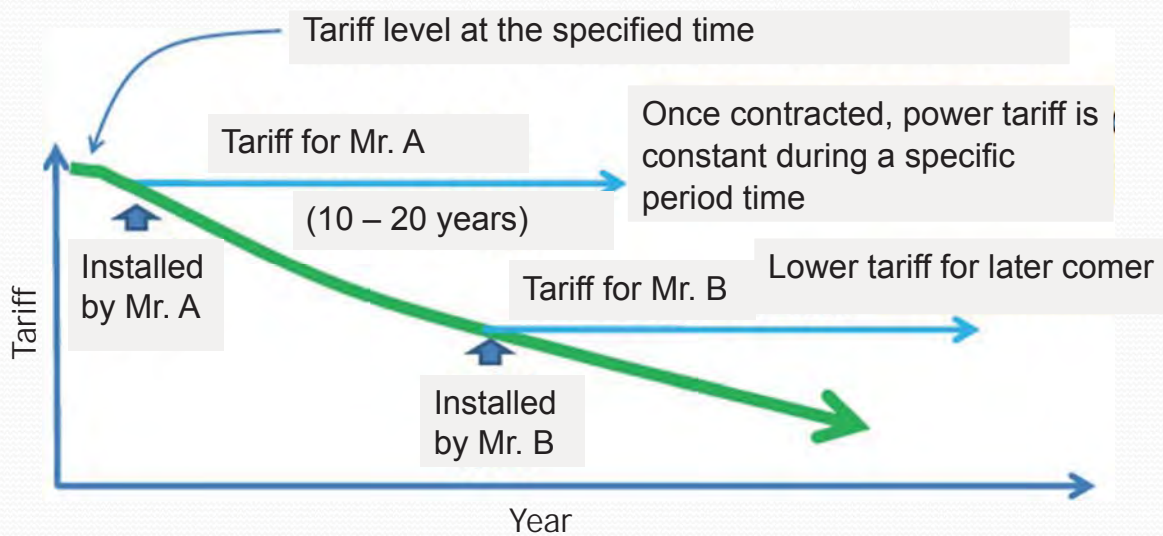 Tariff level at the specified time
Tariff for Mr. A
(10 – 20 years)
Once contracted, power tariff is
constant during a specific
period time
Installed
by Mr. A
Tariff for Mr. B
Lower tariff for later comer
Installed
by Mr. B
Tariff
Year